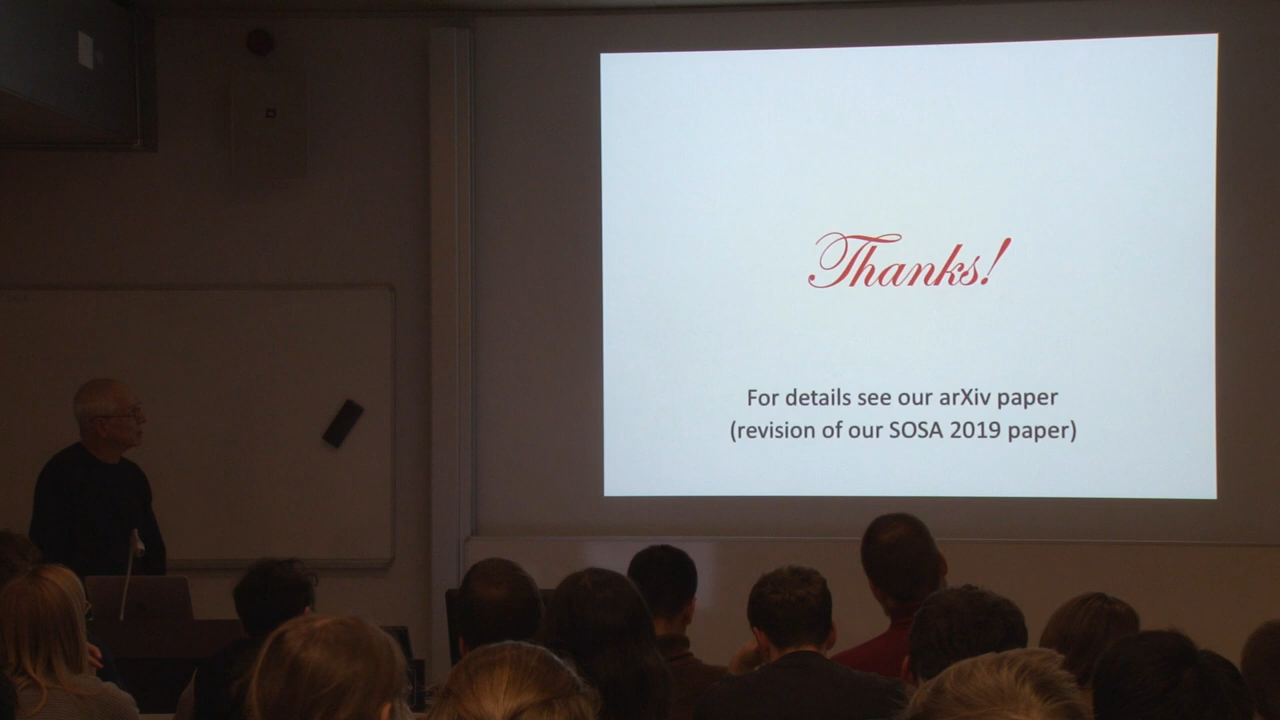 Thanks!
For details see our arXiv paper
(revision of our SOSA 2019 paper)